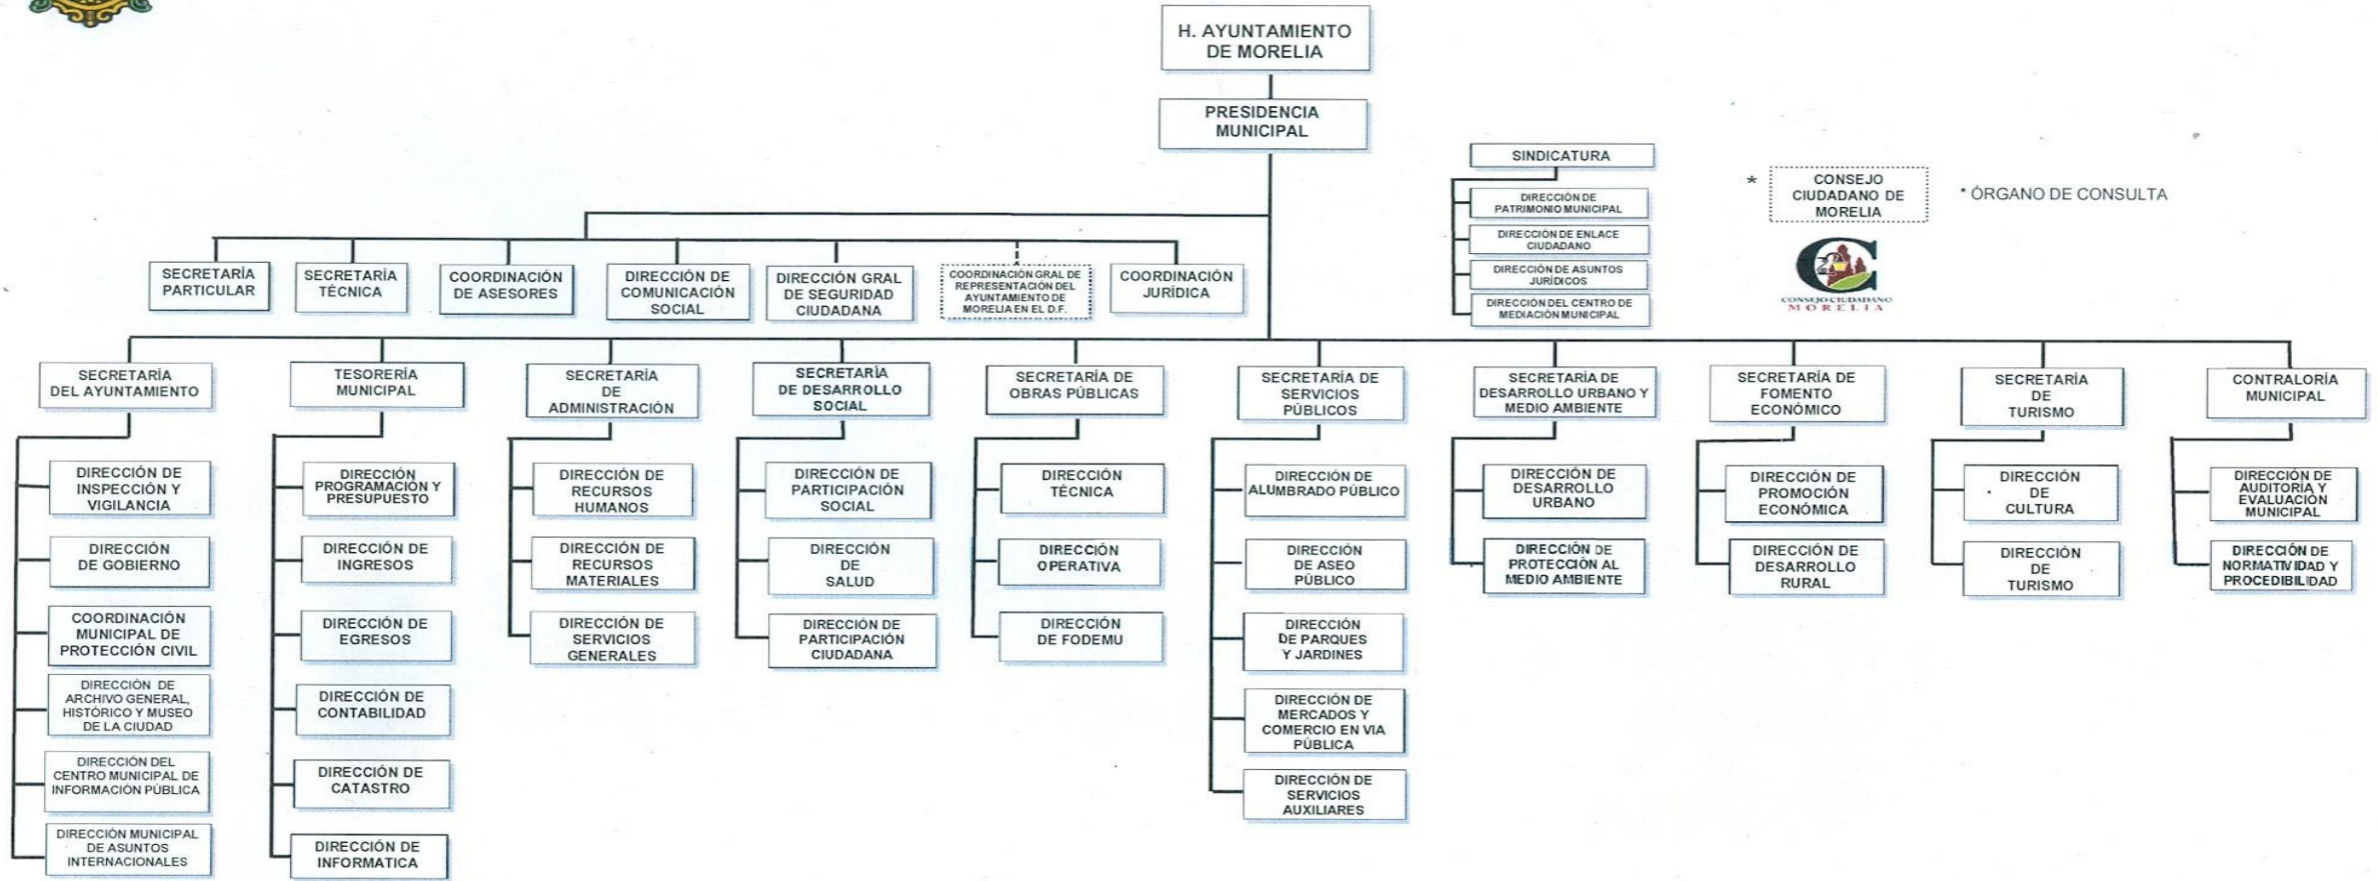 H. AYUNTAMIENTO
DE MORELIA
PRESIDENCIA
MUNICIPAL
SINDICATURA
DIRECCIÓN DE
PATRIMONIO MUNICIPAL
DIRECCIÓN DE ENLACE
CIUDADANO
DIRECCIÓN DE ASUNTOS
JURÍDICOS
DIRECCIÓN DEL CENTRO DE
MEDIACIÓN MUNICIPAL
*
CONSEJO
CIUDADANO DE
MORELIA
* ÓRGANO DE CONSULTA
CONSEJO CIUDADANO
MORELIA
SECRETARÍA
PARTICULAR
SECRETARÍA
TÉCNICA
COORDINACIÓN
DE ASESORES
DIRECCIÓN DE
COMUNICACIÓN
SOCIAL
DIRECCIÓN GRAL
DE SEGURIDAD
CIUDADANA
COORDINACIÓN GRAL DE
REPRESENTACIÓN DEL
AYUNTAMIENTO DE
MORELIA EN EL D.F.
COORDINACIÓN
JURÍDICA
SECRETARÍA
DEL AYUNTAMIENTO
DIRECCIÓN DE
INSPECCIÓN Y
VIGILANCIA
DIRECCIÓN
DE GOBIERNO
COORDINACIÓN
MUNICIPAL DE
PROTECCIÓN CIVIL
DIRECCIÓN DE
ARCHIVO GENERAL,
HISTÓRICO Y MUSEO
DE LA CIUDAD
DIRECCIÓN DEL
CENTRO MUNICIPAL DE
INFORMACIÓN PÚBLICA
DIRECCIÓN MUNICIPAL
DE ASUNTOS
INTERNACIONALES
TESORERÍA
MUNICIPAL
DIRECCIÓN
PROGRAMACIÓN Y
PRESUPUESTO
DIRECCIÓN DE
INGRESOS
DIRECCIÓN DE
EGRESOS
DIRECCIÓN DE
CONTABILIDAD
DIRECCIÓN DE
CATASTRO
DIRECCIÓN DE
INFORMATICA
SECRETARÍA
DE
ADMINISTRACIÓN
DIRECCIÓN DE
RECURSOS
HUMANOS
DIRECCIÓN DE
RECURSOS
MATERIALES
DIRECCIÓN DE
SERVICIOS
GENERALES
SECRETARÍA
DE DESARROLLO
SOCIAL
DIRECCIÓN DE
PARTICIPACIÓN
SOCIAL
DIRECCIÓN
DE
SALUD
DIRECCIÓN DE
PARTICIPACIÓN
CIUDADANA
SECRETARÍA DE
OBRAS PÚBLICAS
DIRECCIÓN
TÉCNICA
DIRECCIÓN
OPERATIVA
DIRECCIÓN
DE FODEMU
SECRETARÍA DE
SERVICIOS
PÚBLICOS
DIRECCIÓN DE
ALUMBRADO PÚBLICO
DIRECCIÓN
DE ASEO
PÚBLICO
DIRECCIÓN
DE PARQUES
Y JARDINES
DIRECCIÓN DE
MERCADOS Y
COMERCIO EN VIA
PÚBLICA
DIRECCIÓN DE
SERVICIOS
AUXILIARES
SECRETARÍA DE
DESARROLLO URBANO Y
MEDIO AMBIENTE
DIRECCIÓN DE
DESARROLLO
URBANO
DIRECCIÓN DE
PROTECCIÓN AL
MEDIO AMBIENTE
SECRETARÍA DE
FOMENTO
ECONÓMICO
DIRECCIÓN DE
PROMOCIÓN
ECONÓMICA
DIRECCIÓN DE
DESARROLLO
RURAL
SECRETARÍA
DE
TURISMO
DIRECCIÓN
DE
CULTURA
DIRECCIÓN
DE
TURISMO
CONTRALORÍA
MUNICIPAL
DIRECCIÓN DE
AUDITORÍA Y
EVALUACIÓN
MUNICIPAL
DIRECCIÓN DE
NORMATIVIDAD Y
PROCEDIBILIDAD